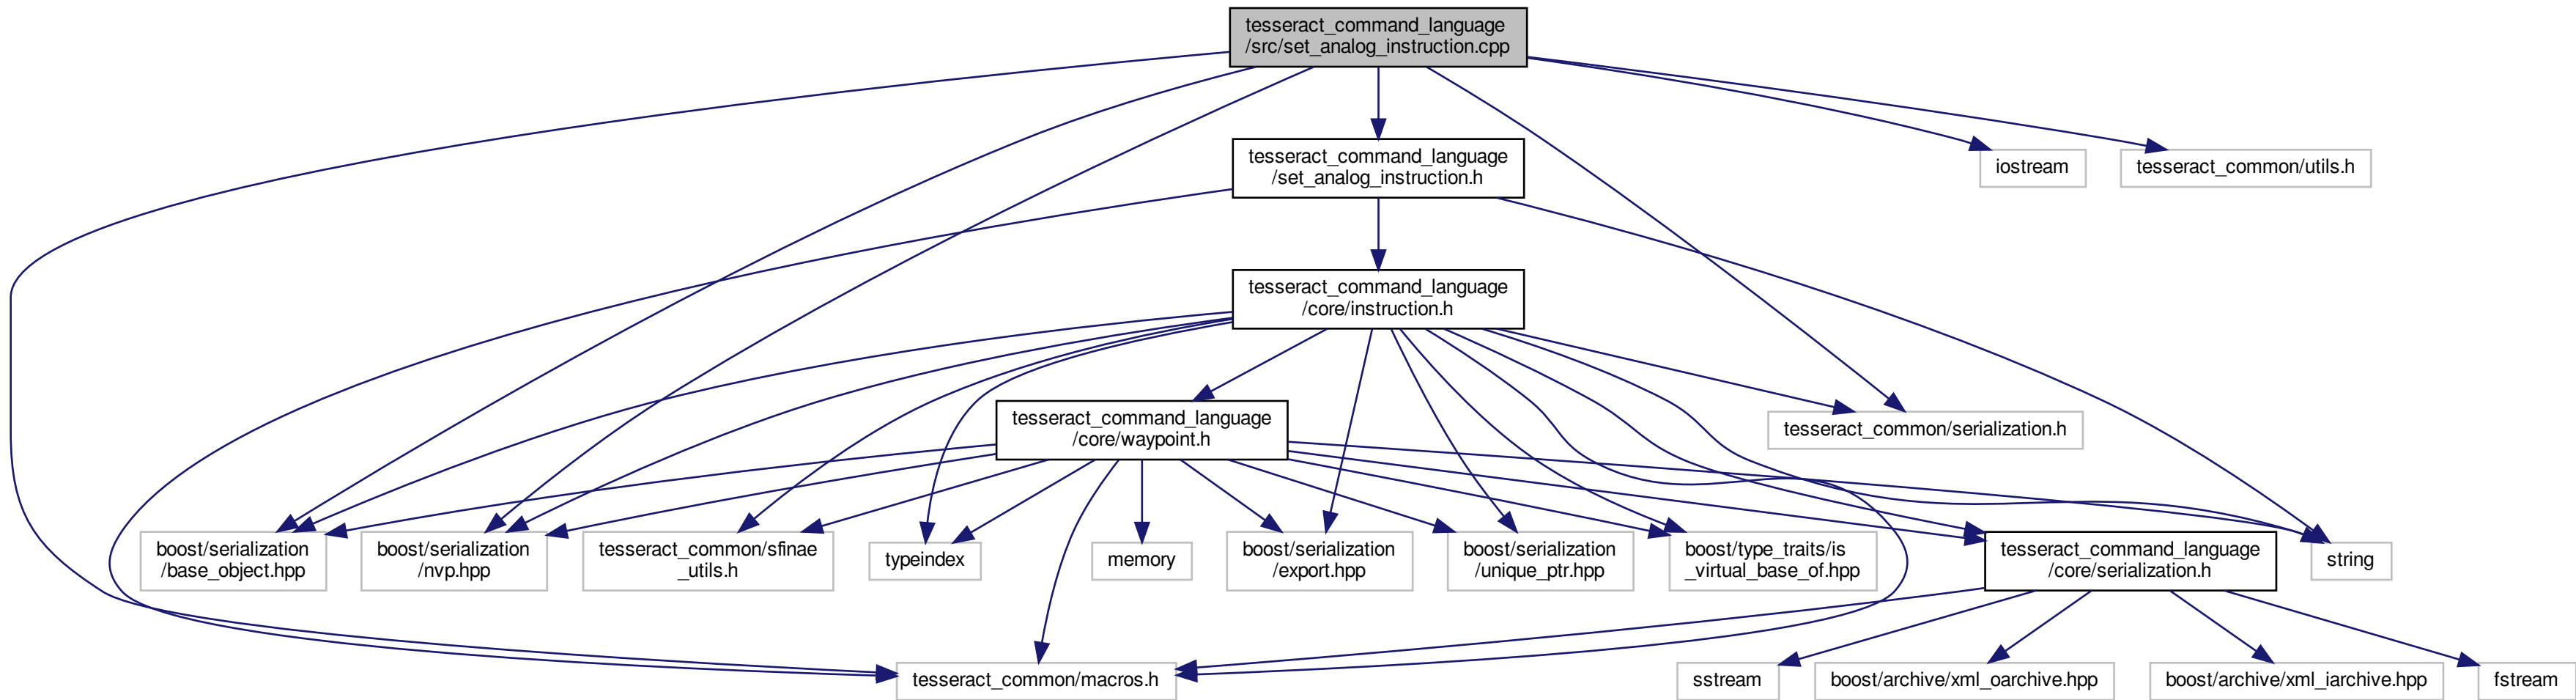 tesseract_command_language
/src/set_analog_instruction.cpp
tesseract_command_language
/set_analog_instruction.h
iostream
tesseract_common/utils.h
tesseract_command_language
/core/instruction.h
tesseract_command_language
/core/waypoint.h
tesseract_common/serialization.h
boost/serialization
/base_object.hpp
boost/serialization
/nvp.hpp
tesseract_common/sfinae
_utils.h
typeindex
memory
boost/serialization
/export.hpp
boost/serialization
/unique_ptr.hpp
boost/type_traits/is
_virtual_base_of.hpp
tesseract_command_language
/core/serialization.h
string
tesseract_common/macros.h
sstream
boost/archive/xml_oarchive.hpp
boost/archive/xml_iarchive.hpp
fstream